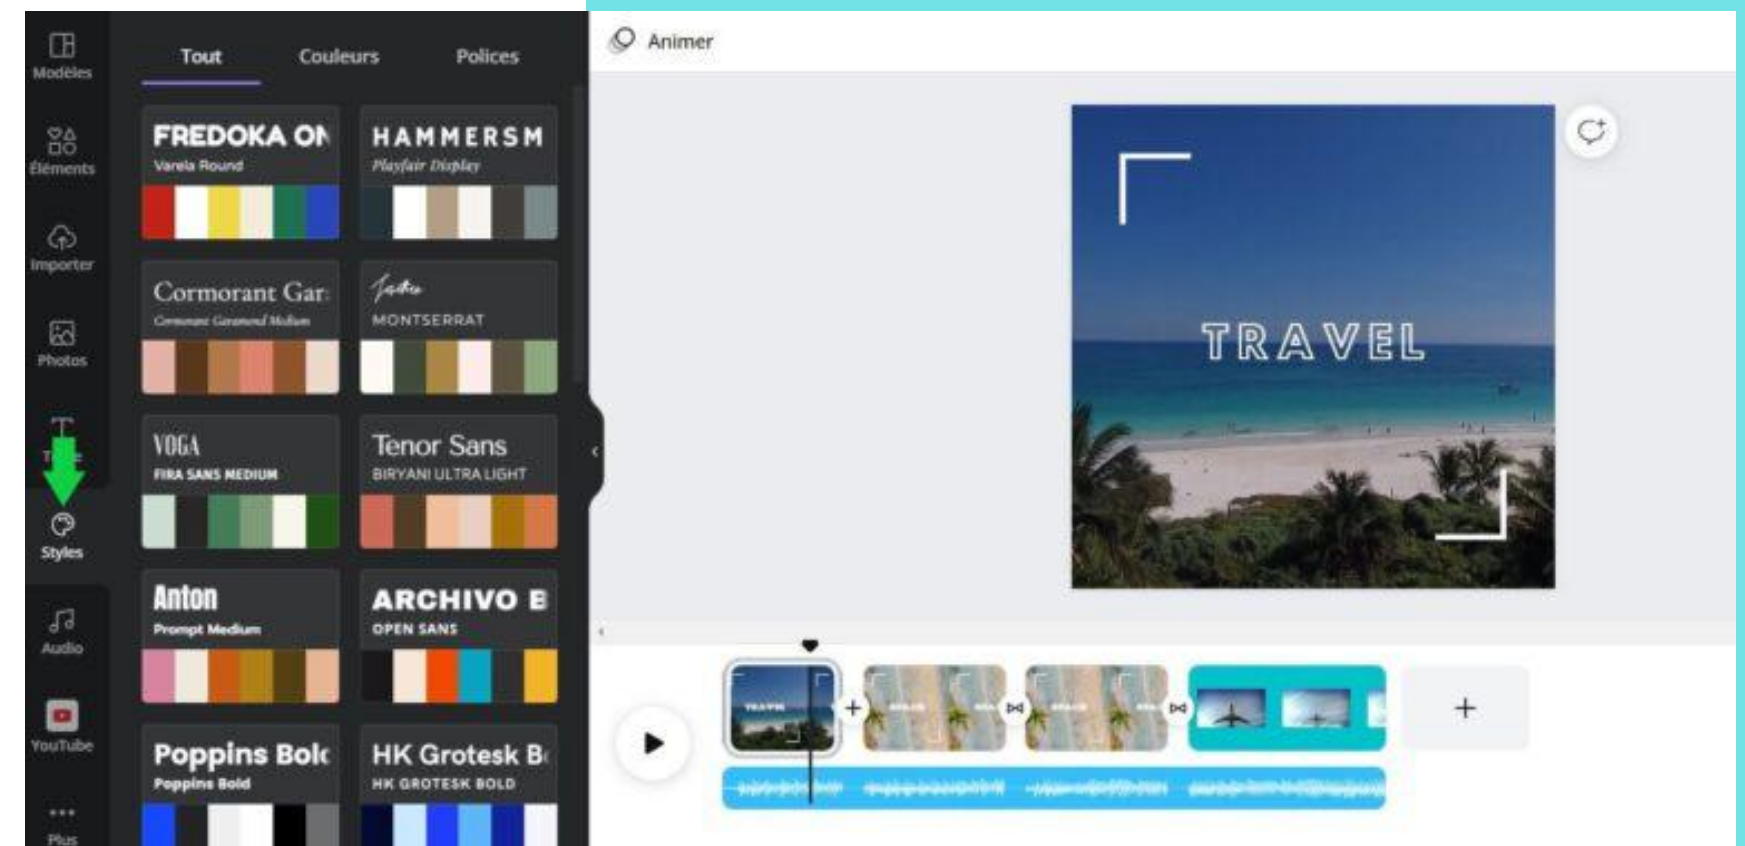 Modèles
Éléments
Importer
Photos
Styles
Audio
YouTube
Plus
Tout Couleurs Polices
FREDOKA ON
Varela Round
HAMMERSM
Playfair Display
Cormorant Gar
Cormorant Garamond Medium
MONTSERRAT
VOGA
FIRA SANS MEDIUM
Tenor Sans
BIRYANI ULTRA LIGHT
Anton
Prompt Medium
ARCHIVO B
OPEN SANS
Poppins Bold
Poppins Bold
HK Grotesk B
HK GROTESK BOLD
Animer
TRAVEL
TRAVEL